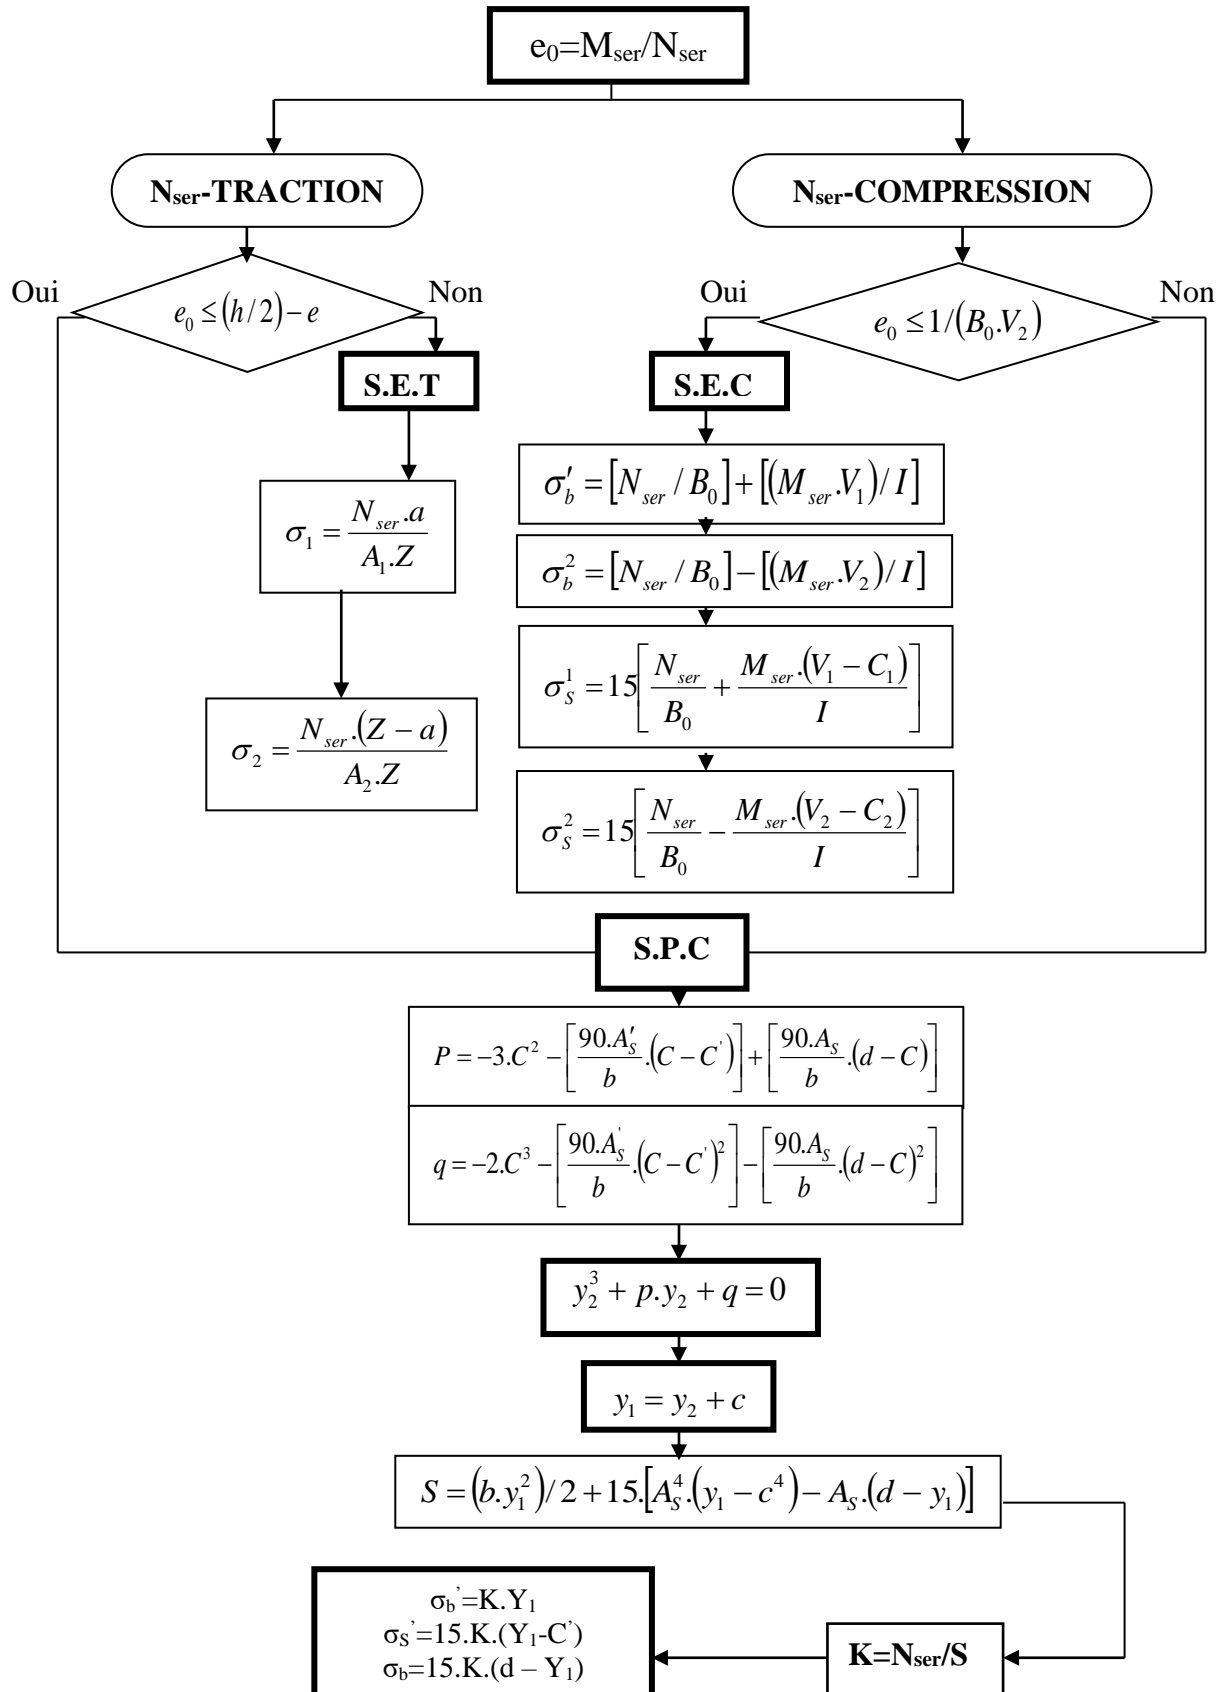 e₀=Mser/Nser
Nser-TRACTION
Nser-COMPRESSION
Oui
e₀ ≤ (h/2) − e
Non
Oui
e₀ ≤ 1/(B₀.V₂)
Non
S.E.T
S.E.C
σ₁ = Nser.a / A₁.Z
σ₂ = Nser.(Z − a) / A₂.Z
σ′b = [Nser / B₀] + [(Mser.V₁)/ I]
σb² = [Nser / B₀] − [(Mser.V₂)/ I]
σS¹ = 15[Nser / B₀ + Mser.(V₁ − C₁) / I]
σS² = 15[Nser / B₀ − Mser.(V₂ − C₂) / I]
S.P.C
P = −3.C² − [90.A′S / b .(C − C')] + [90.AS / b .(d − C)]
q = −2.C³ − [90.A'S / b .(C − C')²] − [90.AS / b .(d − C)²]
y₂³ + p.y₂ + q = 0
y₁ = y₂ + c
S = (b.y₁²)/2 + 15.[AS⁴.(y₁ − c⁴) − AS.(d − y₁)]
σb'=K.Y₁
σS'=15.K.(Y₁-C')
σb=15.K.(d – Y₁)
K=Nser/S